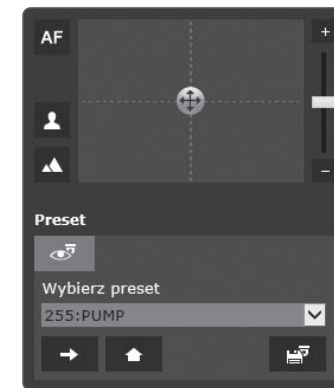 AF
+
-
Preset
Wybierz preset
255:PUMP